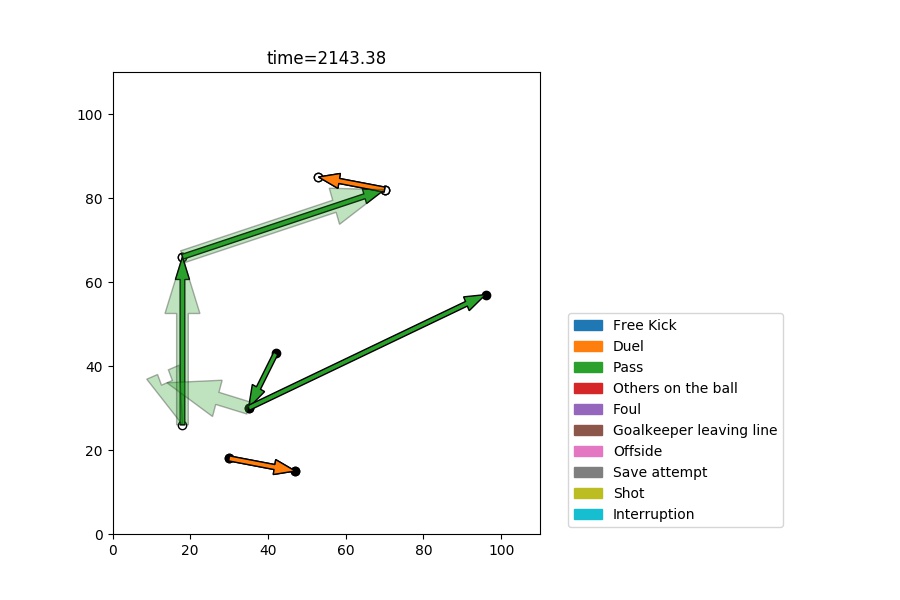 time=2143.38
100
80
60
40
20
0
0 20 40 60 80 100
Free Kick
Duel
Pass
Others on the ball
Foul
Goalkeeper leaving line
Offside
Save attempt
Shot
Interruption